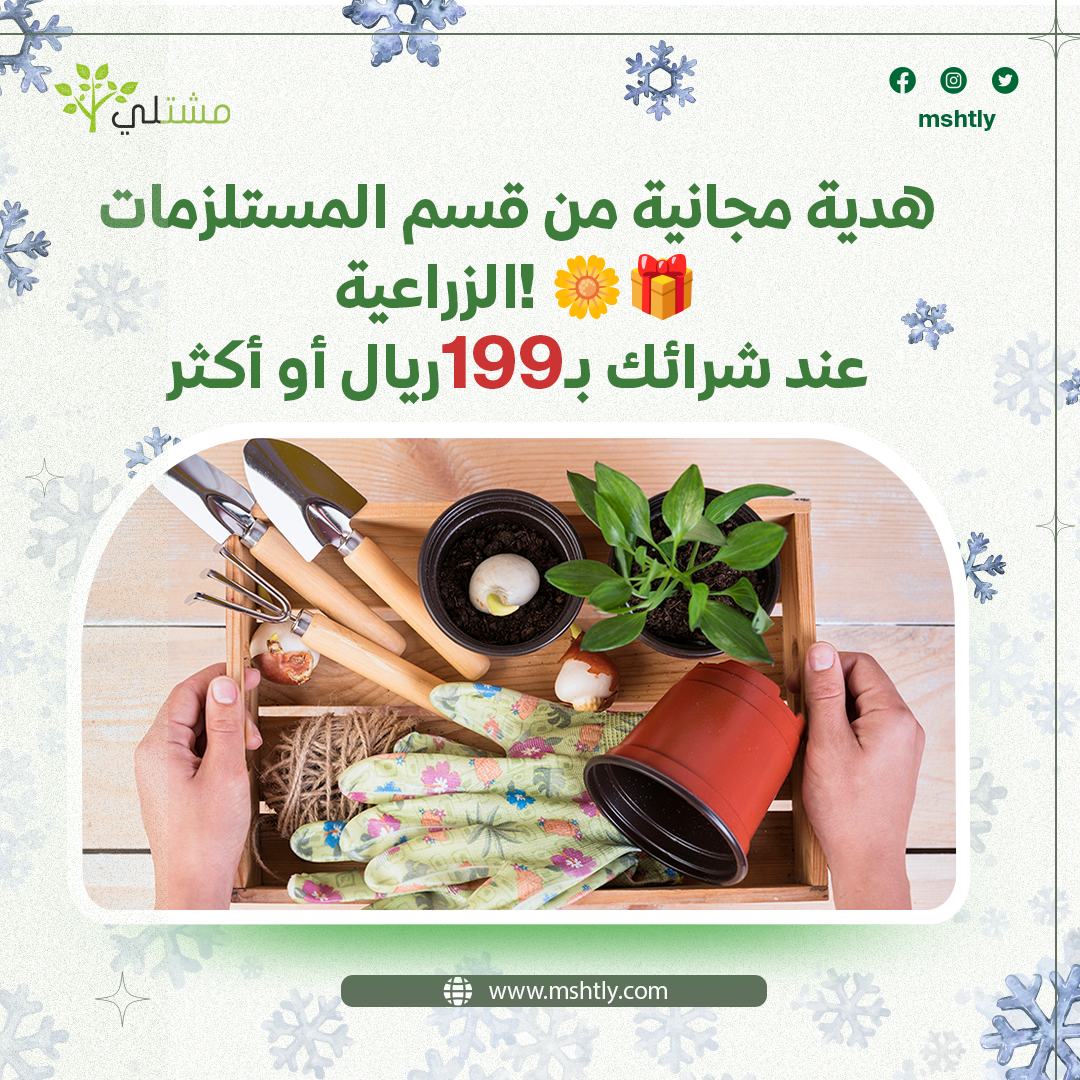 مشتلي
mshtly
هدية مجانية من قسم المستلزمات
الزراعية! 🌼🎁
عند شرائك بـ199ريال أو أكثر
www.mshtly.com